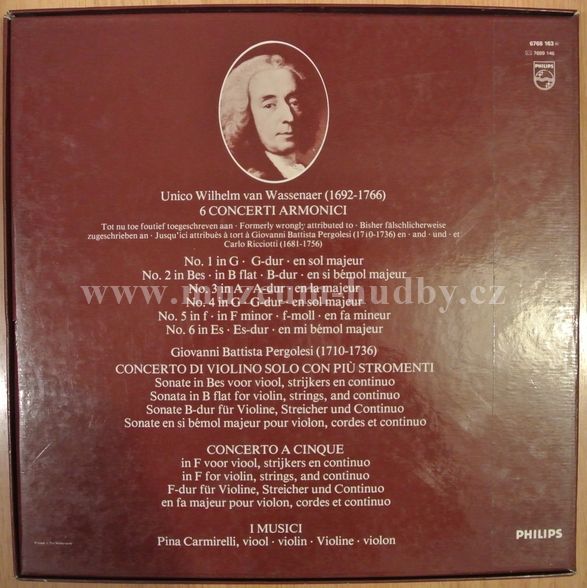 6768 163
7699 146
PHILIPS
Unico Wilhelm van Wassenaer (1692-1766)
6 CONCERTI ARMONICI
Tot nu toe foutief toegeschreven aan · Formerly wrongly attributed to · Bisher fälschlicherweise
zugeschrieben an · Jusqu'ici attribués à tort à Giovanni Battista Pergolesi (1710-1736) en · and · und · et
Carlo Ricciotti (1681-1756)
No. 1 in G · G-dur · en sol majeur
No. 2 in Bes · in B flat · B-dur · en si bémol majeur
No. 3 in A · A-dur · en la majeur
www.muzeum-hudby.cz
No. 4 in G · G-dur · en sol majeur
No. 5 in f · in F minor · f-moll · en fa mineur
No. 6 in Es · Es-dur · en mi bémol majeur
Giovanni Battista Pergolesi (1710-1736)
CONCERTO DI VIOLINO SOLO CON PIÙ STROMENTI
Sonate in Bes voor viool, strijkers en continuo
Sonata in B flat for violin, strings, and continuo
Sonate B-dur für Violine, Streicher und Continuo
Sonate en si bémol majeur pour violon, cordes et continuo
CONCERTO A CINQUE
in F voor viool, strijkers en continuo
in F for violin, strings, and continuo
F-dur für Violine, Streicher und Continuo
en fa majeur pour violon, cordes et continuo
I MUSICI
Pina Carmirelli, viool · violin · Violine · violon
PHILIPS